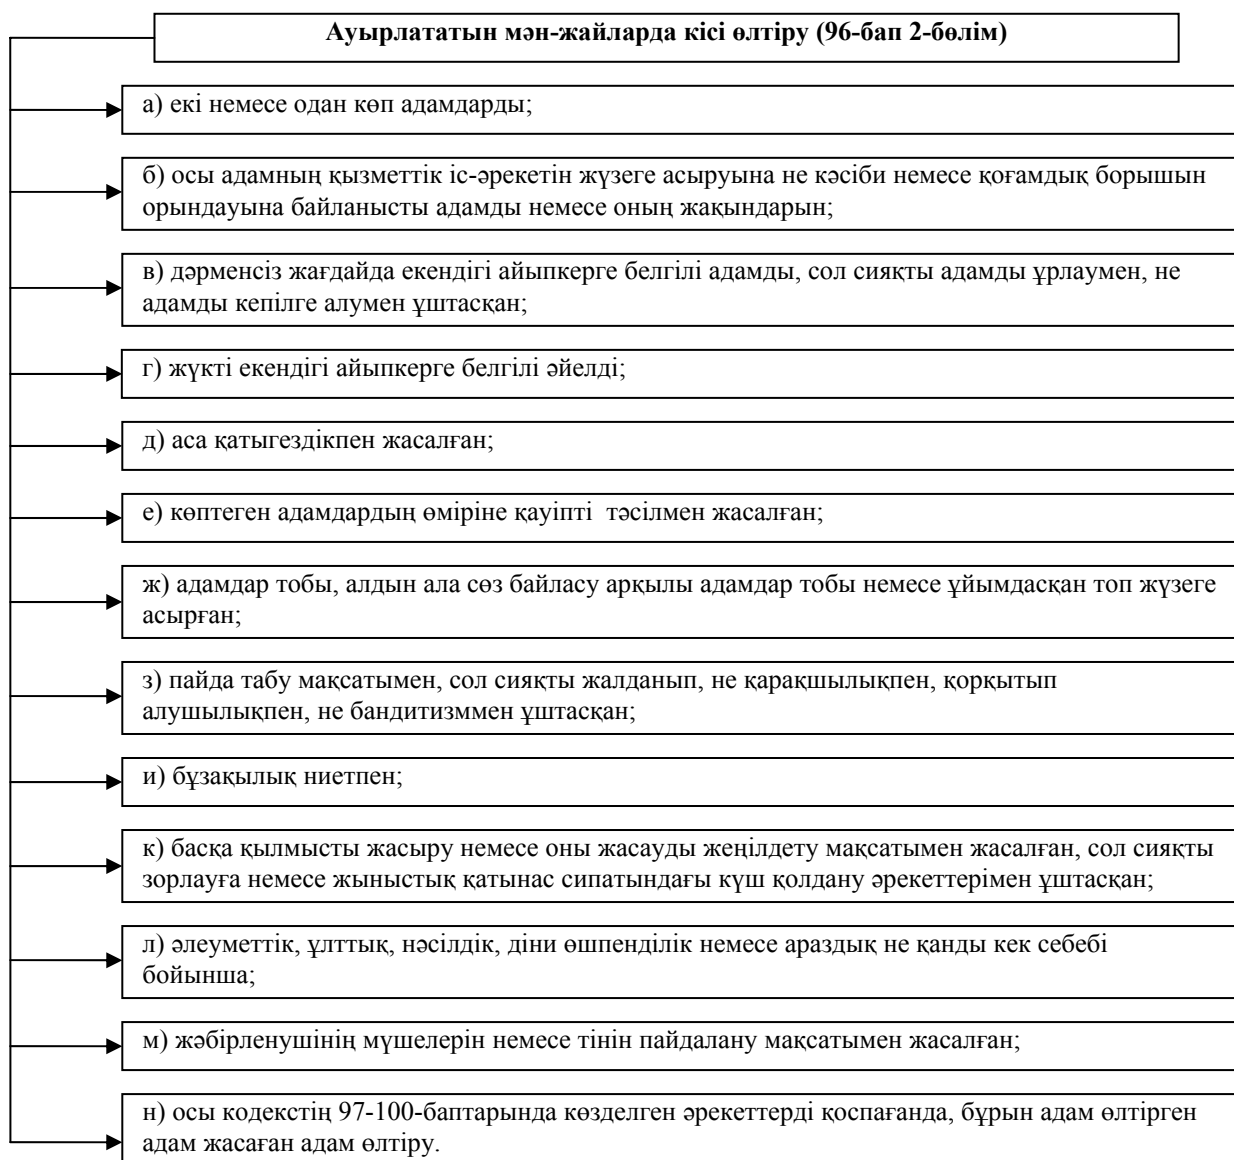 Ауырлататын мән-жайларда кісі өлтіру (96-бап 2-бөлім)
а) екі немесе одан көп адамдарды;
б) осы адамның қызметтік іс-әрекетін жүзеге асыруына не кәсіби немесе қоғамдық борышын
орындауына байланысты адамды немесе оның жақындарын;
в) дәрменсіз жағдайда екендігі айыпкерге белгілі адамды, сол сияқты адамды ұрлаумен, не
адамды кепілге алумен ұштасқан;
г) жүкті екендігі айыпкерге белгілі әйелді;
д) аса қатыгездікпен жасалған;
е) көптеген адамдардың өміріне қауіпті тәсілмен жасалған;
ж) адамдар тобы, алдын ала сөз байласу арқылы адамдар тобы немесе ұйымдасқан топ жүзеге
асырған;
з) пайда табу мақсатымен, сол сияқты жалданып, не қарақшылықпен, қорқытып
алушылықпен, не бандитизммен ұштасқан;
и) бұзақылық ниетпен;
к) басқа қылмысты жасыру немесе оны жасауды жеңілдету мақсатымен жасалған, сол сияқты
зорлауға немесе жыныстық қатынас сипатындағы күш қолдану әрекеттерімен ұштасқан;
л) әлеуметтік, ұлттық, нәсілдік, діни өшпенділік немесе араздық не қанды кек себебі
бойынша;
м) жәбірленушінің мүшелерін немесе тінін пайдалану мақсатымен жасалған;
н) осы кодекстің 97-100-баптарында көзделген әрекеттерді қоспағанда, бұрын адам өлтірген
адам жасаған адам өлтіру.